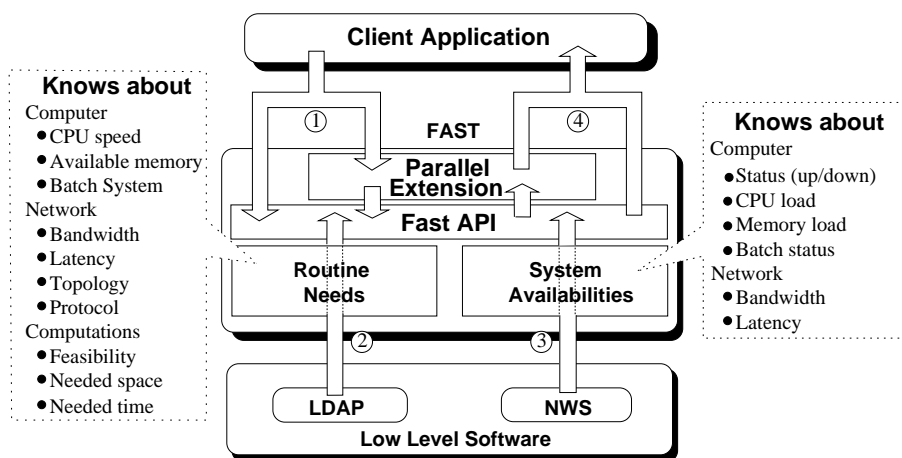 Client Application
Knows about
Computer
● CPU speed
● Available memory
● Batch System
Network
● Bandwidth
● Latency
● Topology
● Protocol
Computations
● Feasibility
● Needed space
● Needed time
1
4
FAST
Parallel
Extension
Fast API
Routine
Needs
System
Availabilities
2
3
LDAP
NWS
Low Level Software
Knows about
Computer
● Status (up/down)
● CPU load
● Memory load
● Batch status
Network
● Bandwidth
● Latency